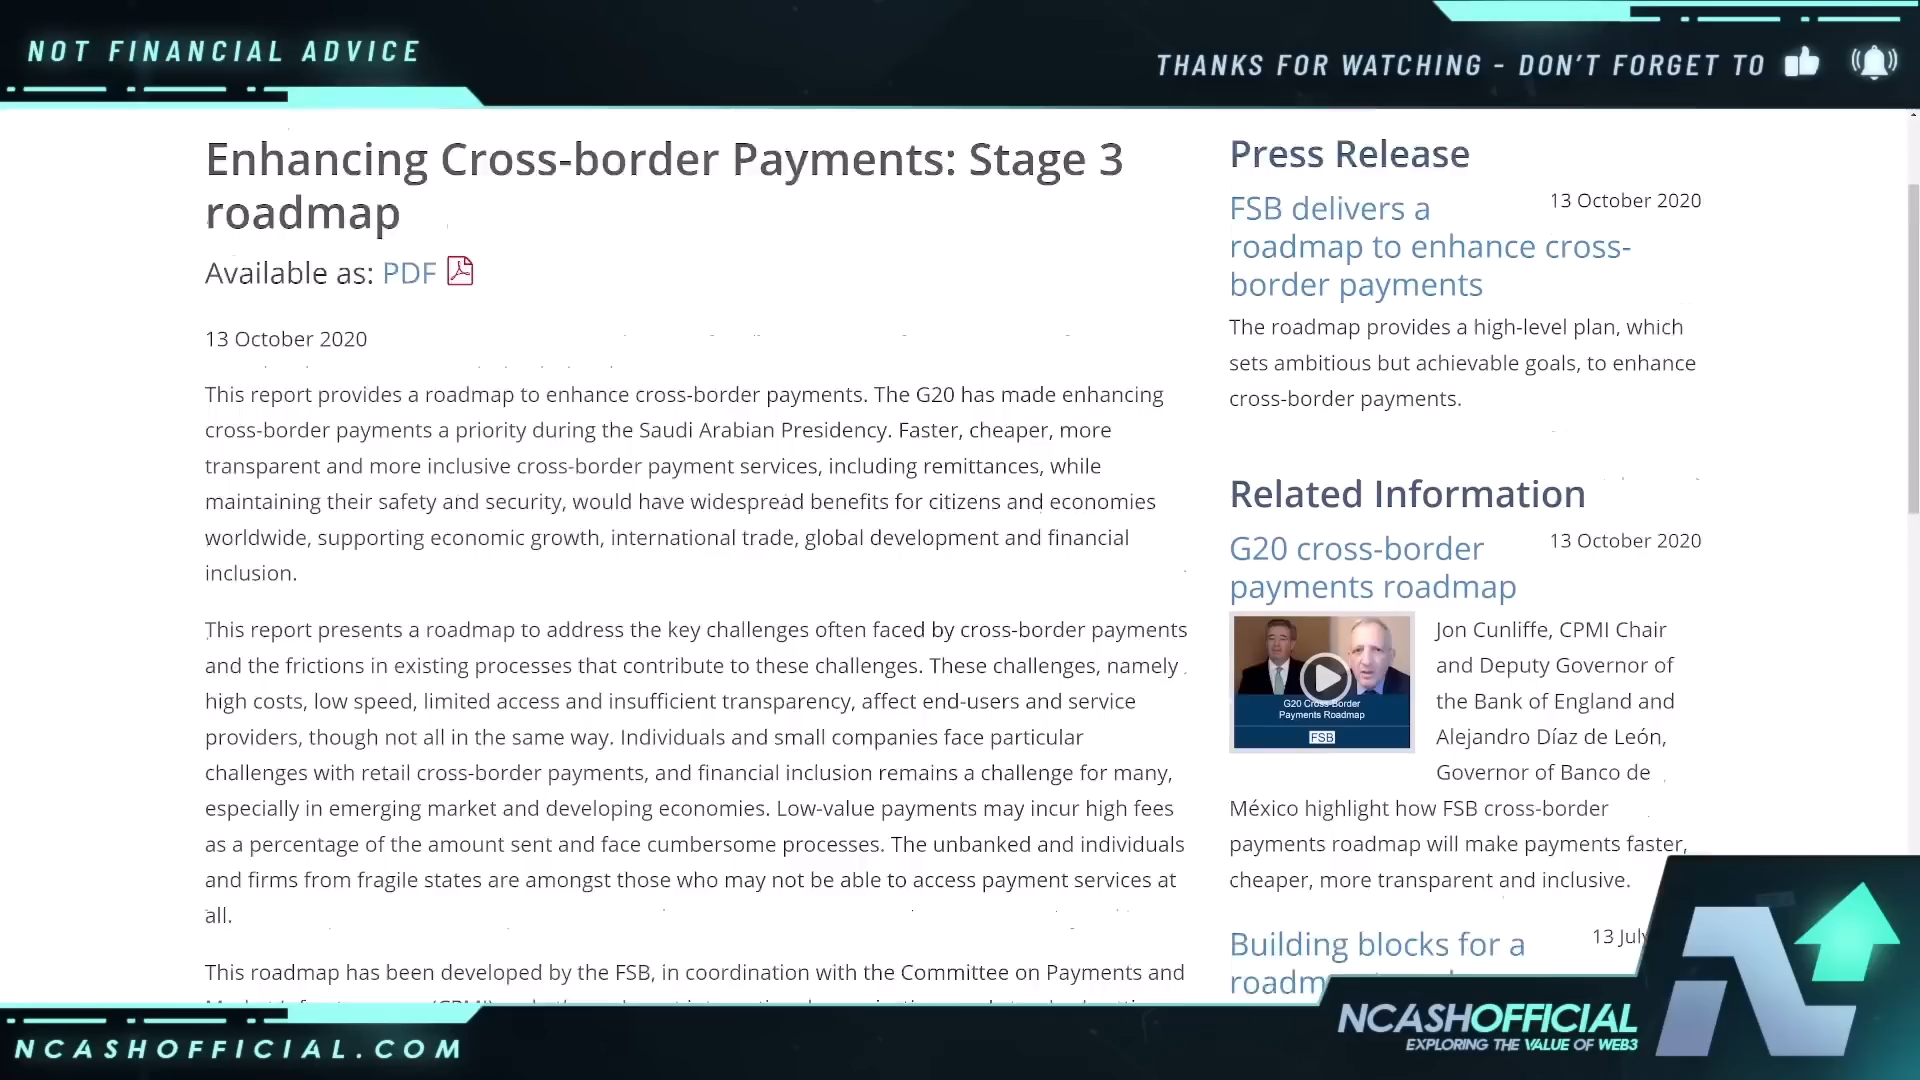 NOT FINANCIAL ADVICE
THANKS FOR WATCHING - DON'T FORGET TO
Enhancing Cross-border Payments: Stage 3
roadmap
Available as: PDF
13 October 2020
This report provides a roadmap to enhance cross-border payments. The G20 has made enhancing
cross-border payments a priority during the Saudi Arabian Presidency. Faster, cheaper, more
transparent and more inclusive cross-border payment services, including remittances, while
maintaining their safety and security, would have widespread benefits for citizens and economies
worldwide, supporting economic growth, international trade, global development and financial
inclusion.
This report presents a roadmap to address the key challenges often faced by cross-border payments
and the frictions in existing processes that contribute to these challenges. These challenges, namely
high costs, low speed, limited access and insufficient transparency, affect end-users and service
providers, though not all in the same way. Individuals and small companies face particular
challenges with retail cross-border payments, and financial inclusion remains a challenge for many,
especially in emerging market and developing economies. Low-value payments may incur high fees
as a percentage of the amount sent and face cumbersome processes. The unbanked and individuals
and firms from fragile states are amongst those who may not be able to access payment services at
all.
This roadmap has been developed by the FSB, in coordination with the Committee on Payments and
Press Release
13 October 2020
FSB delivers a
roadmap to enhance cross-
border payments
The roadmap provides a high-level plan, which
sets ambitious but achievable goals, to enhance
cross-border payments.
Related Information
13 October 2020
G20 cross-border
payments roadmap
G20 Cross-Border
Payments Roadmap
FSB
Jon Cunliffe, CPMI Chair
and Deputy Governor of
the Bank of England and
Alejandro Díaz de León,
Governor of Banco de
México highlight how FSB cross-border
payments roadmap will make payments faster,
cheaper, more transparent and inclusive.
13 July
Building blocks for a
NCASHOFFICIAL
EXPLORING THE VALUE OF WEB3
NCASHOFFICIAL.COM